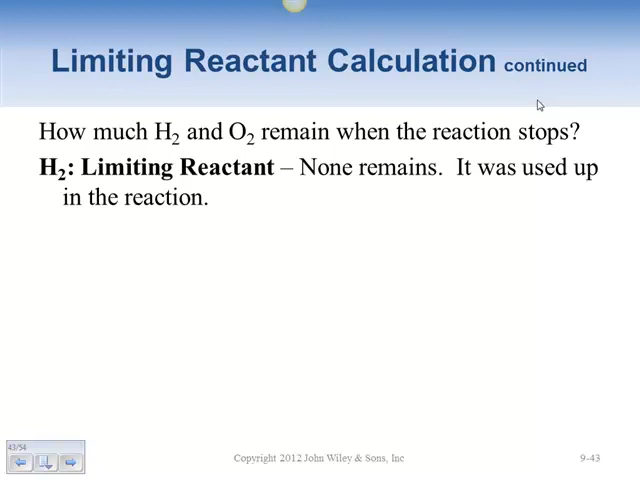 Limiting Reactant Calculation continued
How much H₂ and O₂ remain when the reaction stops?
H₂: Limiting Reactant – None remains.  It was used up
in the reaction.
43/54
Copyright 2012 John Wiley & Sons, Inc
9-43